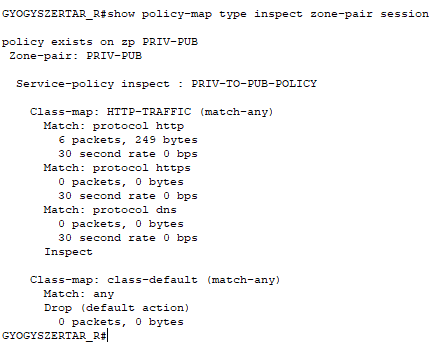 GYOGYSZERTAR_R#show policy-map type inspect zone-pair session
policy exists on zp PRIV-PUB
Zone-pair: PRIV-PUB
Service-policy inspect : PRIV-TO-PUB-POLICY
Class-map: HTTP-TRAFFIC (match-any)
Match: protocol http
6 packets, 249 bytes
30 second rate 0 bps
Match: protocol https
0 packets, 0 bytes
30 second rate 0 bps
Match: protocol dns
0 packets, 0 bytes
30 second rate 0 bps
Inspect
Class-map: class-default (match-any)
Match: any
Drop (default action)
0 packets, 0 bytes
GYOGYSZERTAR_R#